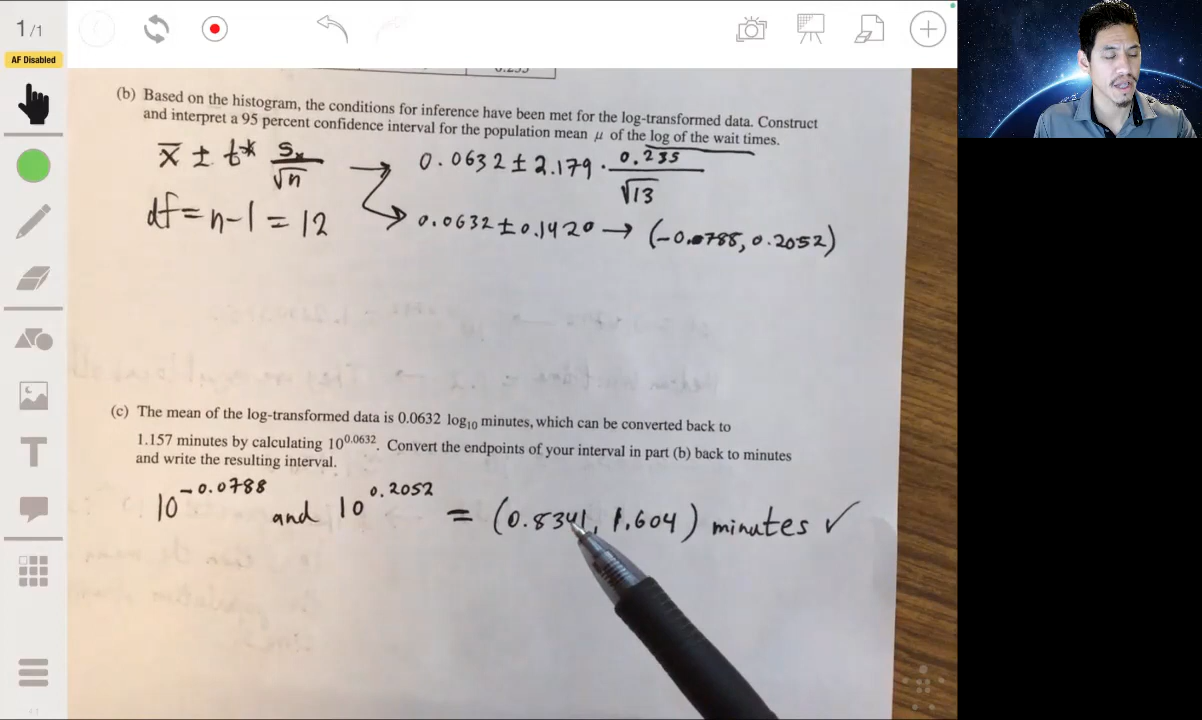 1/1
AF Disabled
0.235
(b) Based on the histogram, the conditions for inference have been met for the log-transformed data. Construct
and interpret a 95 percent confidence interval for the population mean μ of the log of the wait times.
x̄ ± t* Sx/√n → 0.0632 ± 2.179 · 0.235/√13
df = n-1 = 12 → 0.0632 ± 0.1420 → (-0.0788, 0.2052)
(c) The mean of the log-transformed data is 0.0632 log₁₀ minutes, which can be converted back to
1.157 minutes by calculating 10^0.0632. Convert the endpoints of your interval in part (b) back to minutes
and write the resulting interval.
10^-0.0788 and 10^0.2052 = (0.8341, 1.604) minutes ✓
T